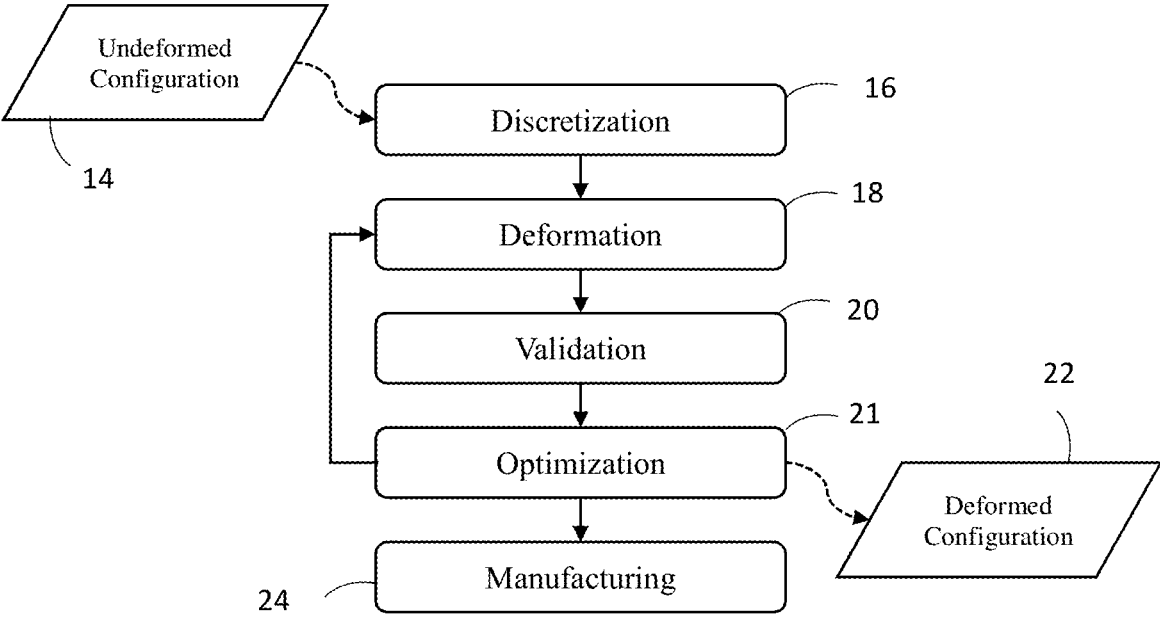 Undeformed
Configuration
14
Discretization
16
Deformation
18
Validation
20
Optimization
21
22
Deformed
Configuration
Manufacturing
24